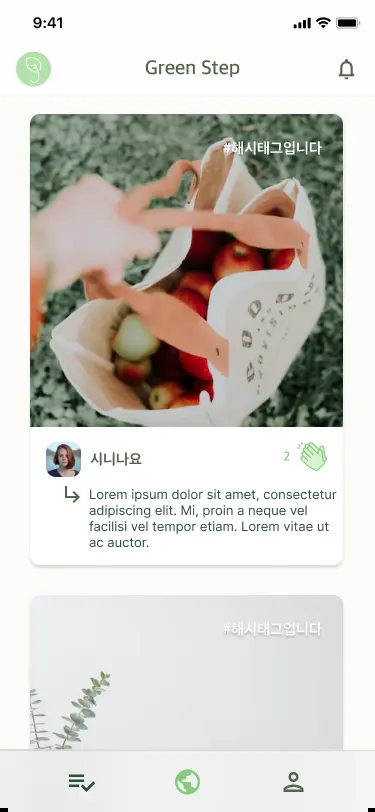 9:41
Green Step
#해시태그입니다
시니나요
2
Lorem ipsum dolor sit amet, consectetur
adipiscing elit. Mi, proin a neque vel
facilisi vel tempor etiam. Lorem vitae ut
ac auctor.
#해시태그입니다